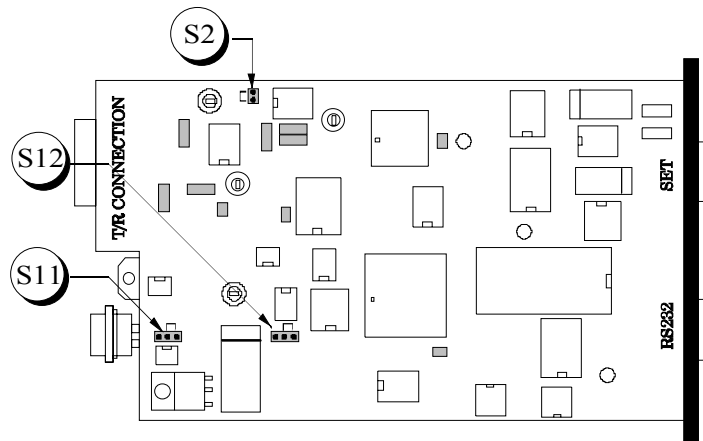 S2
S12
T/R CONNECTION
SET
S11
RS232